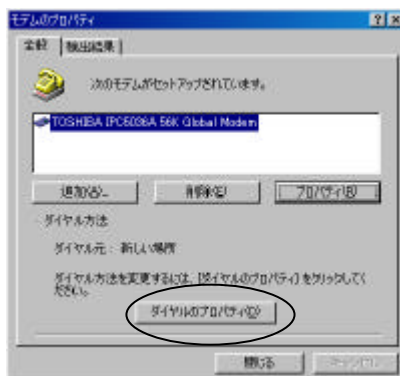 モデムのプロパティ
全般 検出結果
次のモデムがセットアップされています。
TOSHIBA IPC5036A 56K Global Modem
追加(A)... 削除(E) プロパティ(R)
ダイヤル方法
ダイヤル元: 新しい場所
ダイヤル方法を変更するには、[ダイヤルのプロパティ] をクリックしてく
ださい。
ダイヤルのプロパティ(D)
閉じる キャンセル